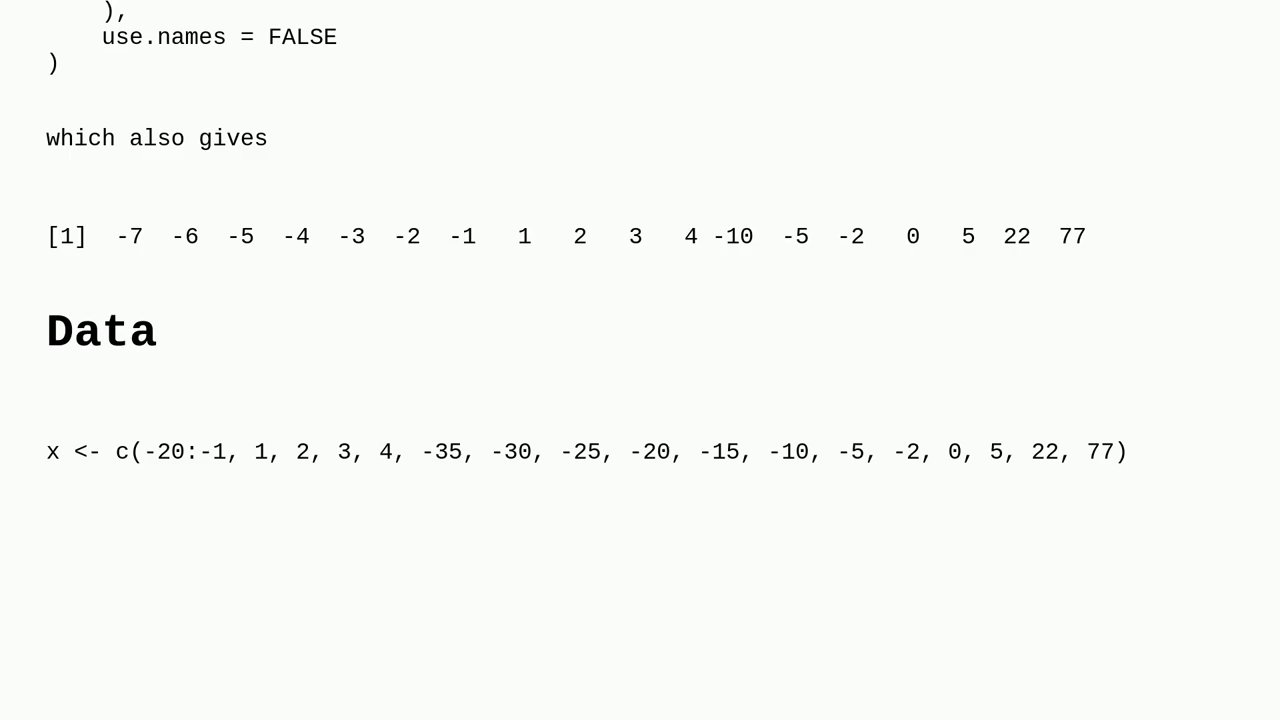 ),
    use.names = FALSE
)
which also gives
[1]  -7  -6  -5  -4  -3  -2  -1   1   2   3   4 -10  -5  -2   0   5  22  77
Data
x <- c(-20:-1, 1, 2, 3, 4, -35, -30, -25, -20, -15, -10, -5, -2, 0, 5, 22, 77)